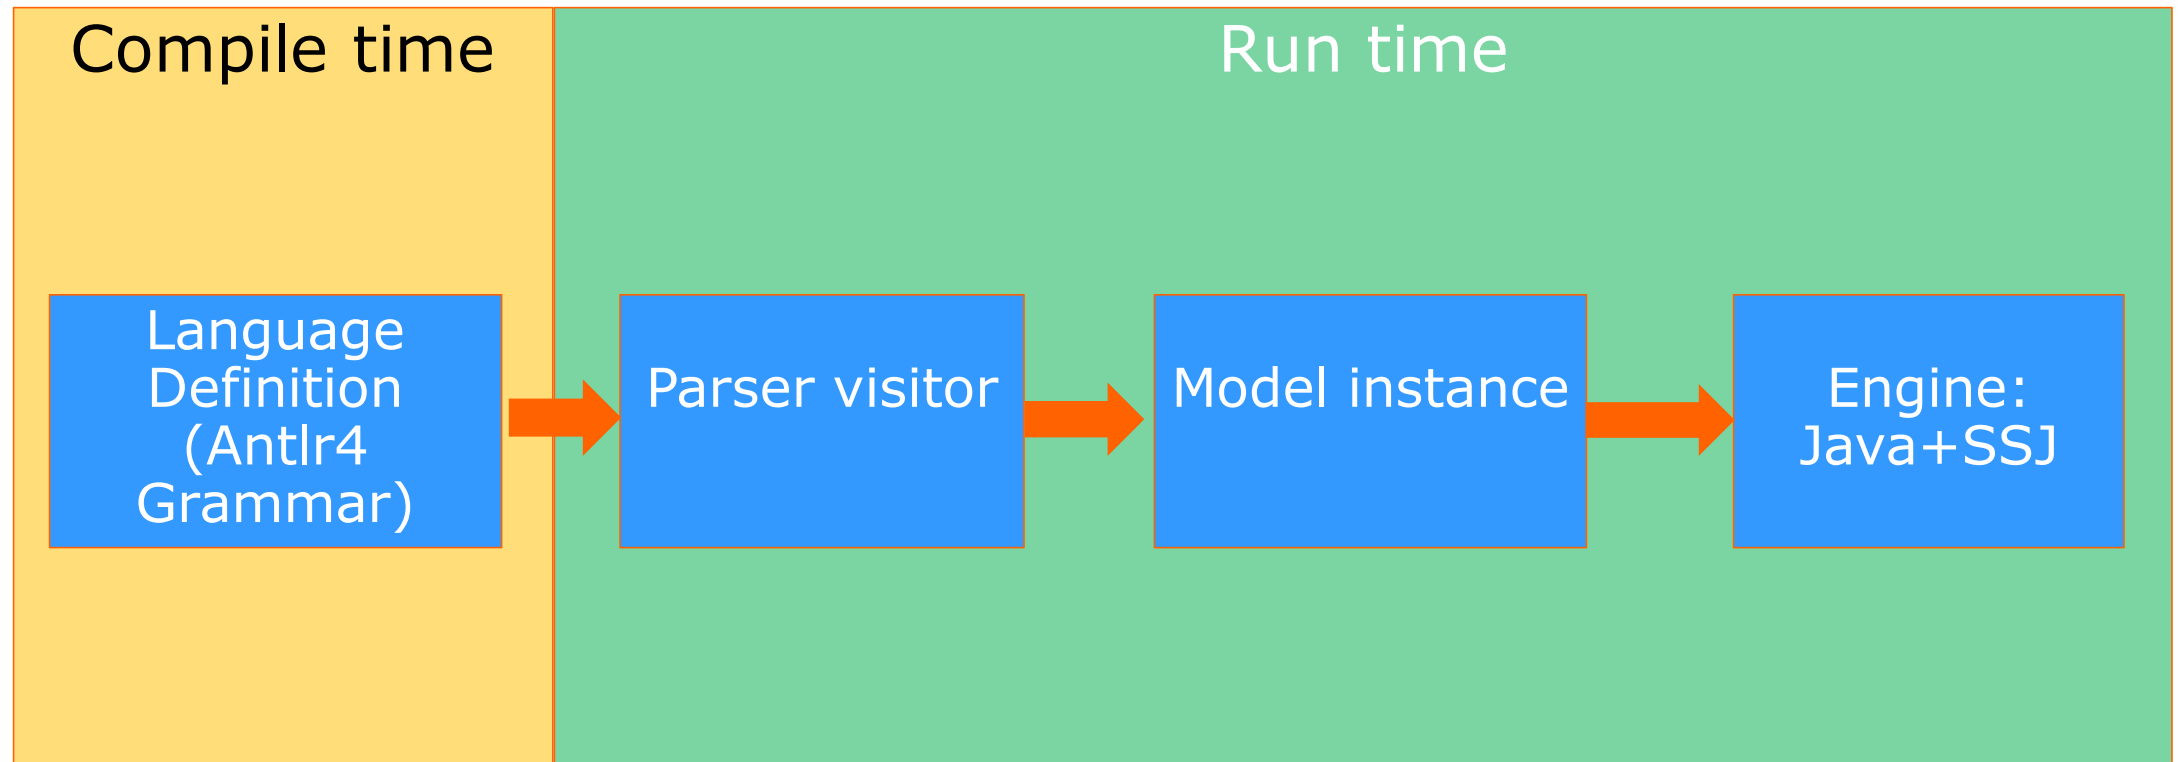 Compile time
Run time
Language
Definition
(Antlr4
Grammar)
Parser visitor
Model instance
Engine:
Java+SSJ